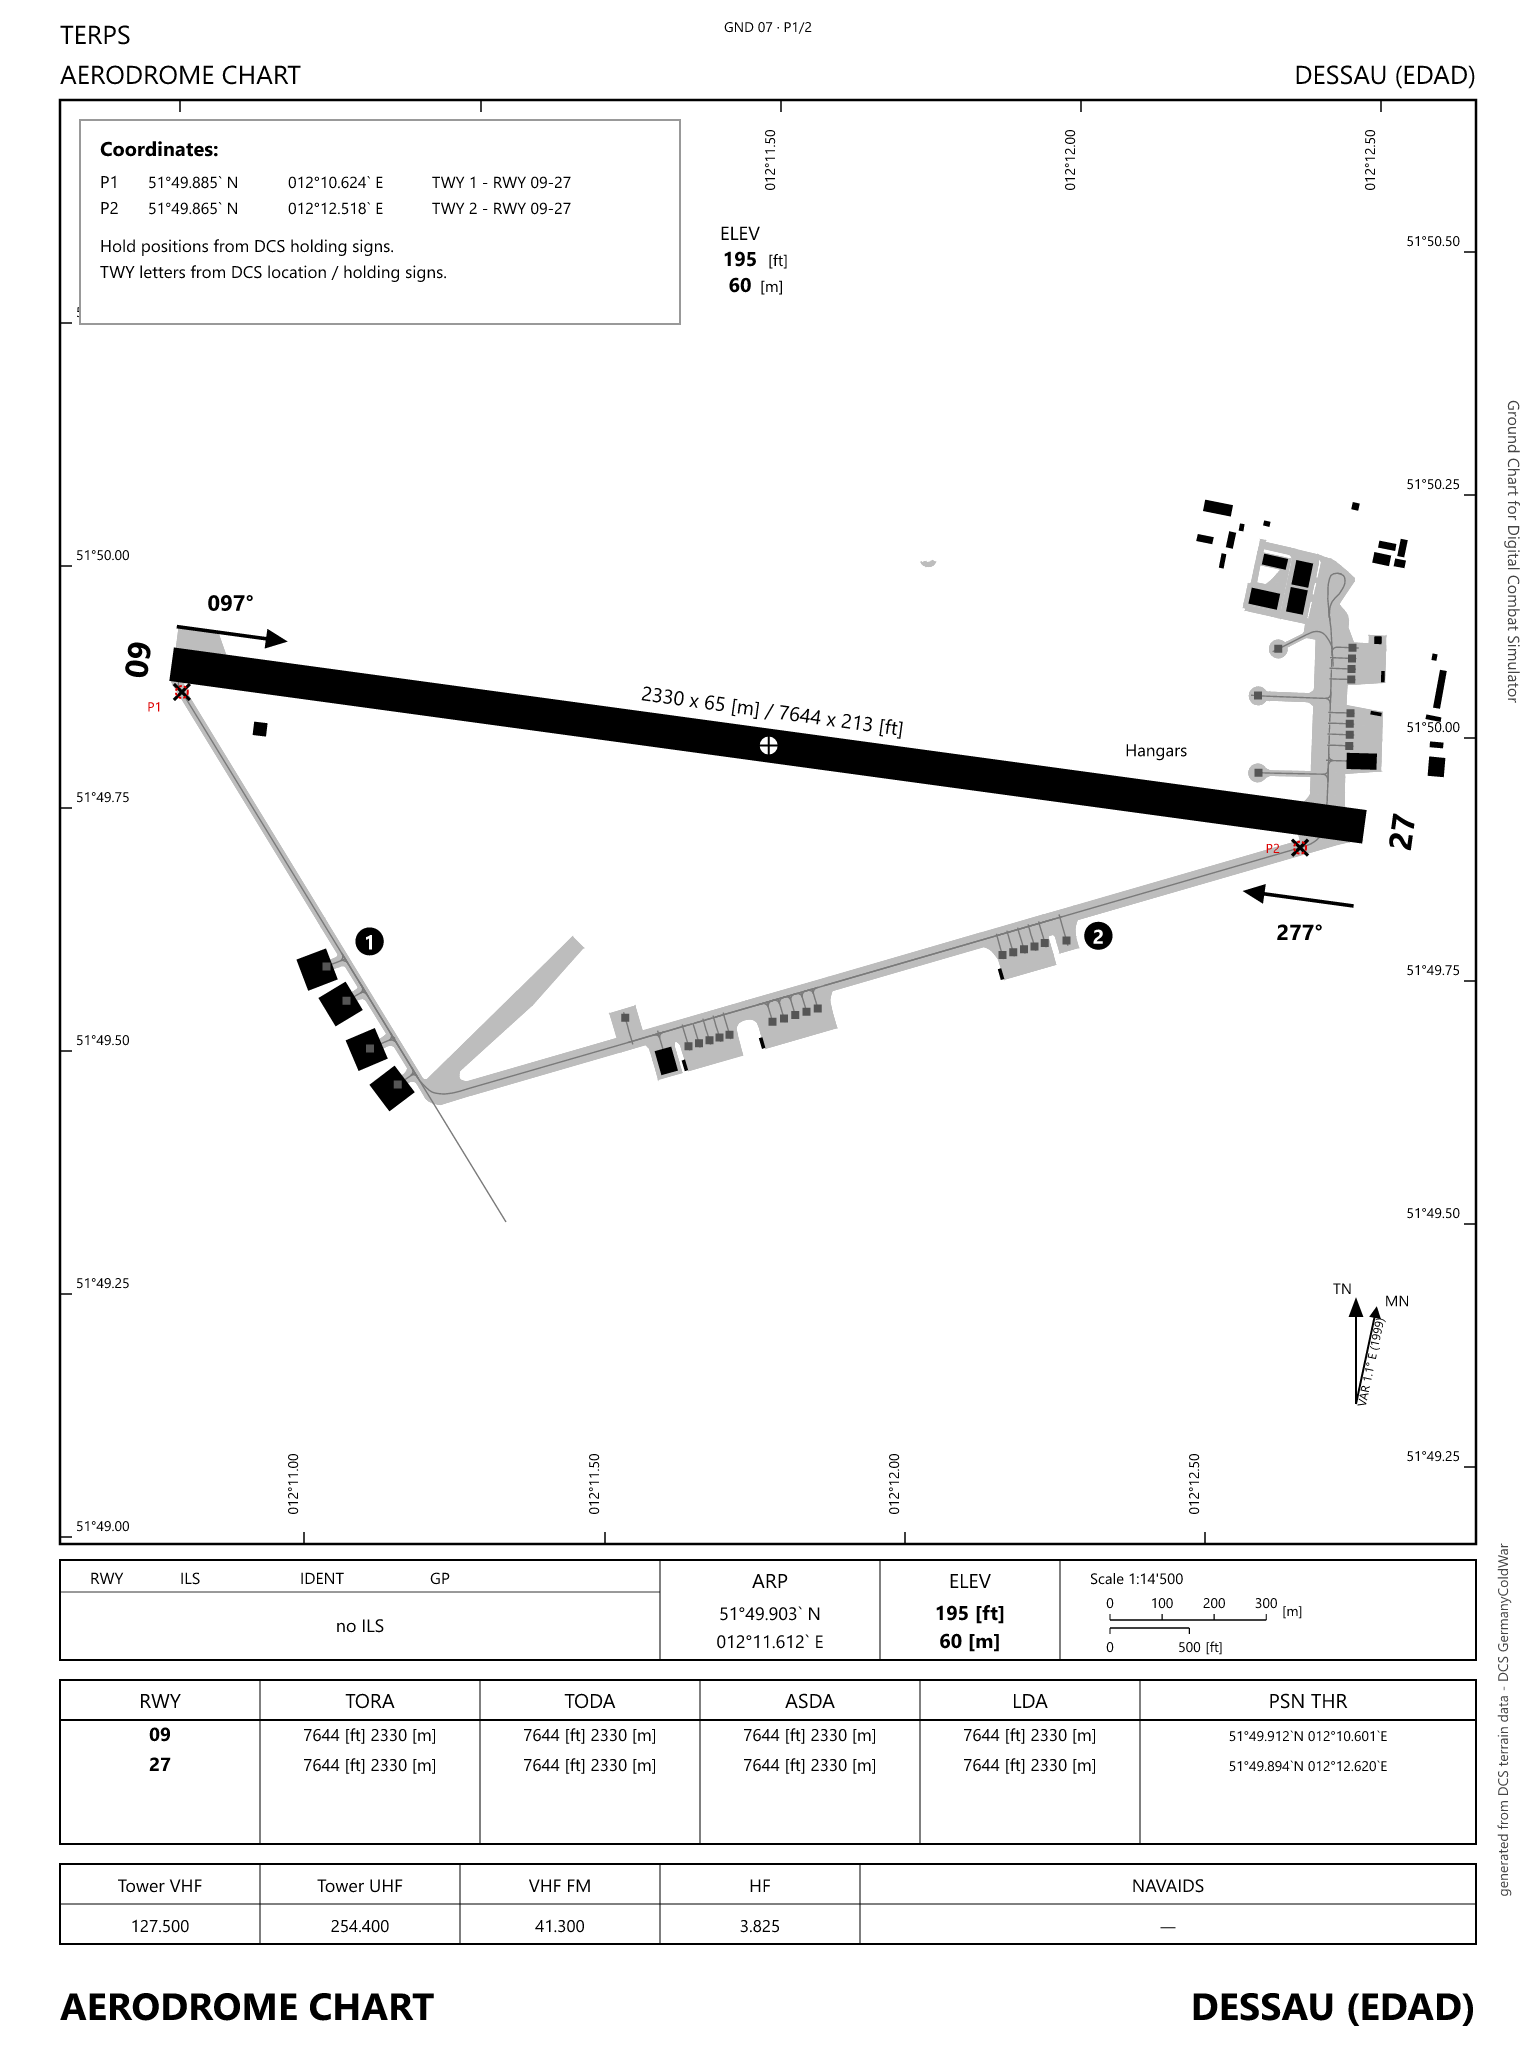 TERPS
GND 07 · P1/2
AERODROME CHART
DESSAU (EDAD)
Coordinates:
P1 51°49.885` N 012°10.624` E TWY 1 - RWY 09-27
P2 51°49.865` N 012°12.518` E TWY 2 - RWY 09-27
Hold positions from DCS holding signs.
TWY letters from DCS location / holding signs.
012°11.50
012°12.00
012°12.50
ELEV
195 [ft]
60 [m]
51°50.50
51°50.25
51°50.00
097°
09
P1
2330 x 65 [m] / 7644 x 213 [ft]
51°50.00
Hangars
51°49.75
27
P2
277°
1
2
51°49.75
51°49.50
51°49.50
51°49.25
TN
MN
VAR 1.1° E (1999)
012°11.00
012°11.50
012°12.00
012°12.50
51°49.25
51°49.00
Ground Chart for Digital Combat Simulator
RWY ILS IDENT GP
no ILS
ARP
51°49.903` N
012°11.612` E
ELEV
195 [ft]
60 [m]
Scale 1:14'500
0 100 200 300 [m]
0 500 [ft]
RWY TORA TODA ASDA LDA PSN THR
09 7644 [ft] 2330 [m] 7644 [ft] 2330 [m] 7644 [ft] 2330 [m] 7644 [ft] 2330 [m] 51°49.912`N 012°10.601`E
27 7644 [ft] 2330 [m] 7644 [ft] 2330 [m] 7644 [ft] 2330 [m] 7644 [ft] 2330 [m] 51°49.894`N 012°12.620`E
generated from DCS terrain data - DCS GermanyColdWar
Tower VHF Tower UHF VHF FM HF NAVAIDS
127.500 254.400 41.300 3.825 —
AERODROME CHART
DESSAU (EDAD)